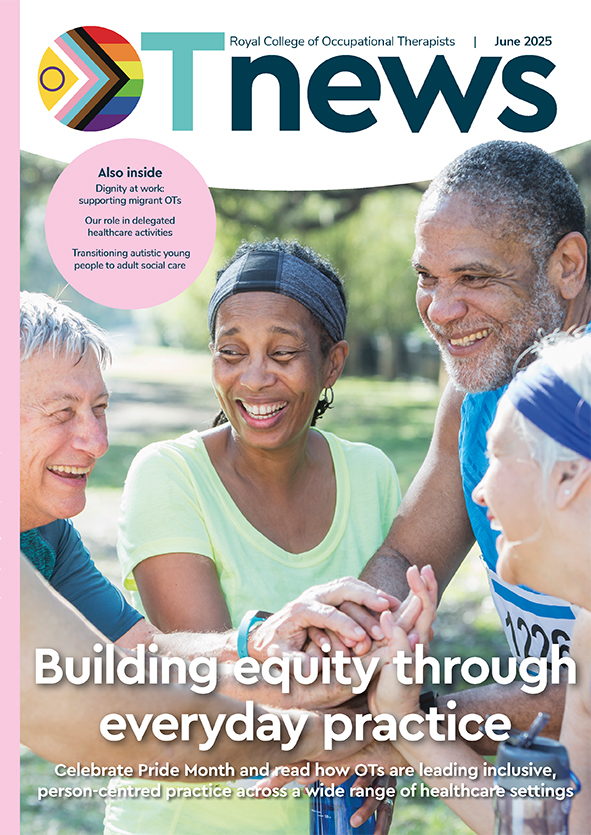 Royal College of Occupational Therapists | June 2025
OTnews
Also inside
Dignity at work:
supporting migrant OTs
Our role in delegated
healthcare activities
Transitioning autistic young
people to adult social care
Building equity through
everyday practice
Celebrate Pride Month and read how OTs are leading inclusive,
person-centred practice across a wide range of healthcare settings